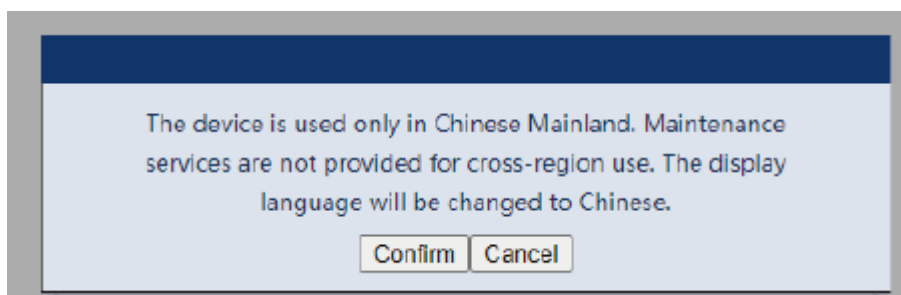 The device is used only in Chinese Mainland. Maintenance
services are not provided for cross-region use. The display
language will be changed to Chinese.
Confirm Cancel